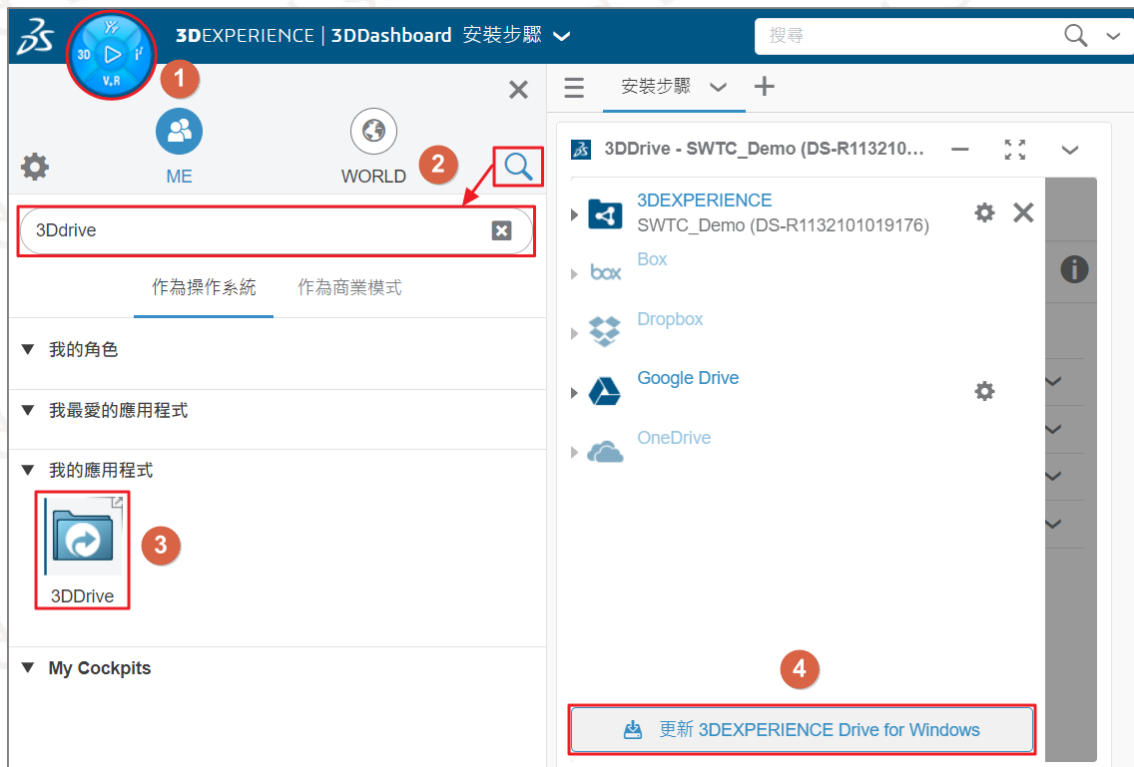 3DEXPERIENCE | 3DDashboard 安裝步驟
搜尋
3D
i²
V.R
1
ME
WORLD
2
3Ddrive
作為操作系統
作為商業模式
我的角色
我最愛的應用程式
我的應用程式
3DDrive
3
My Cockpits
安裝步驟
3DDrive - SWTC_Demo (DS-R113210...
3DEXPERIENCE
SWTC_Demo (DS-R1132101019176)
box
Box
Dropbox
Google Drive
OneDrive
4
更新 3DEXPERIENCE Drive for Windows